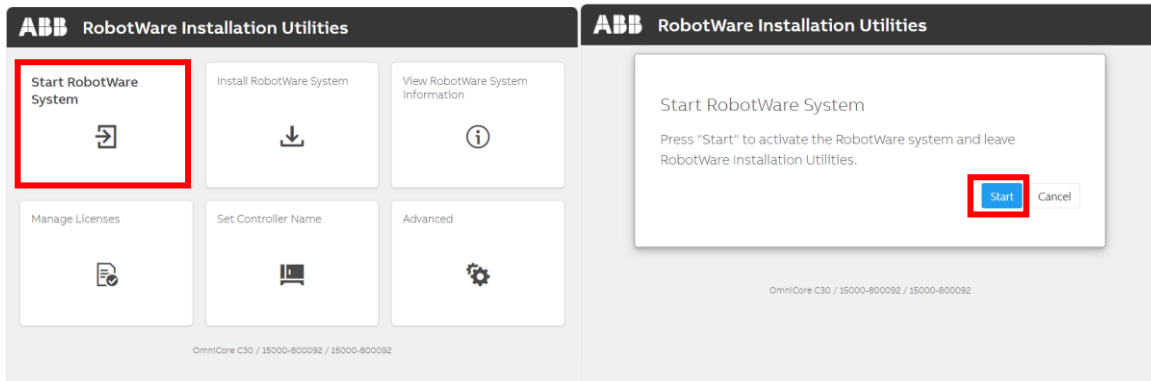 ABB RobotWare Installation Utilities
Start RobotWare
System
Install RobotWare System
View RobotWare System
Information
Manage Licenses
Set Controller Name
Advanced
OmniCore C30 / 15000-800092 / 15000-800092
ABB RobotWare Installation Utilities
Start RobotWare System
Press "Start" to activate the RobotWare system and leave
RobotWare Installation Utilities.
Start Cancel
OmniCore C30 / 15000-800092 / 15000-800092